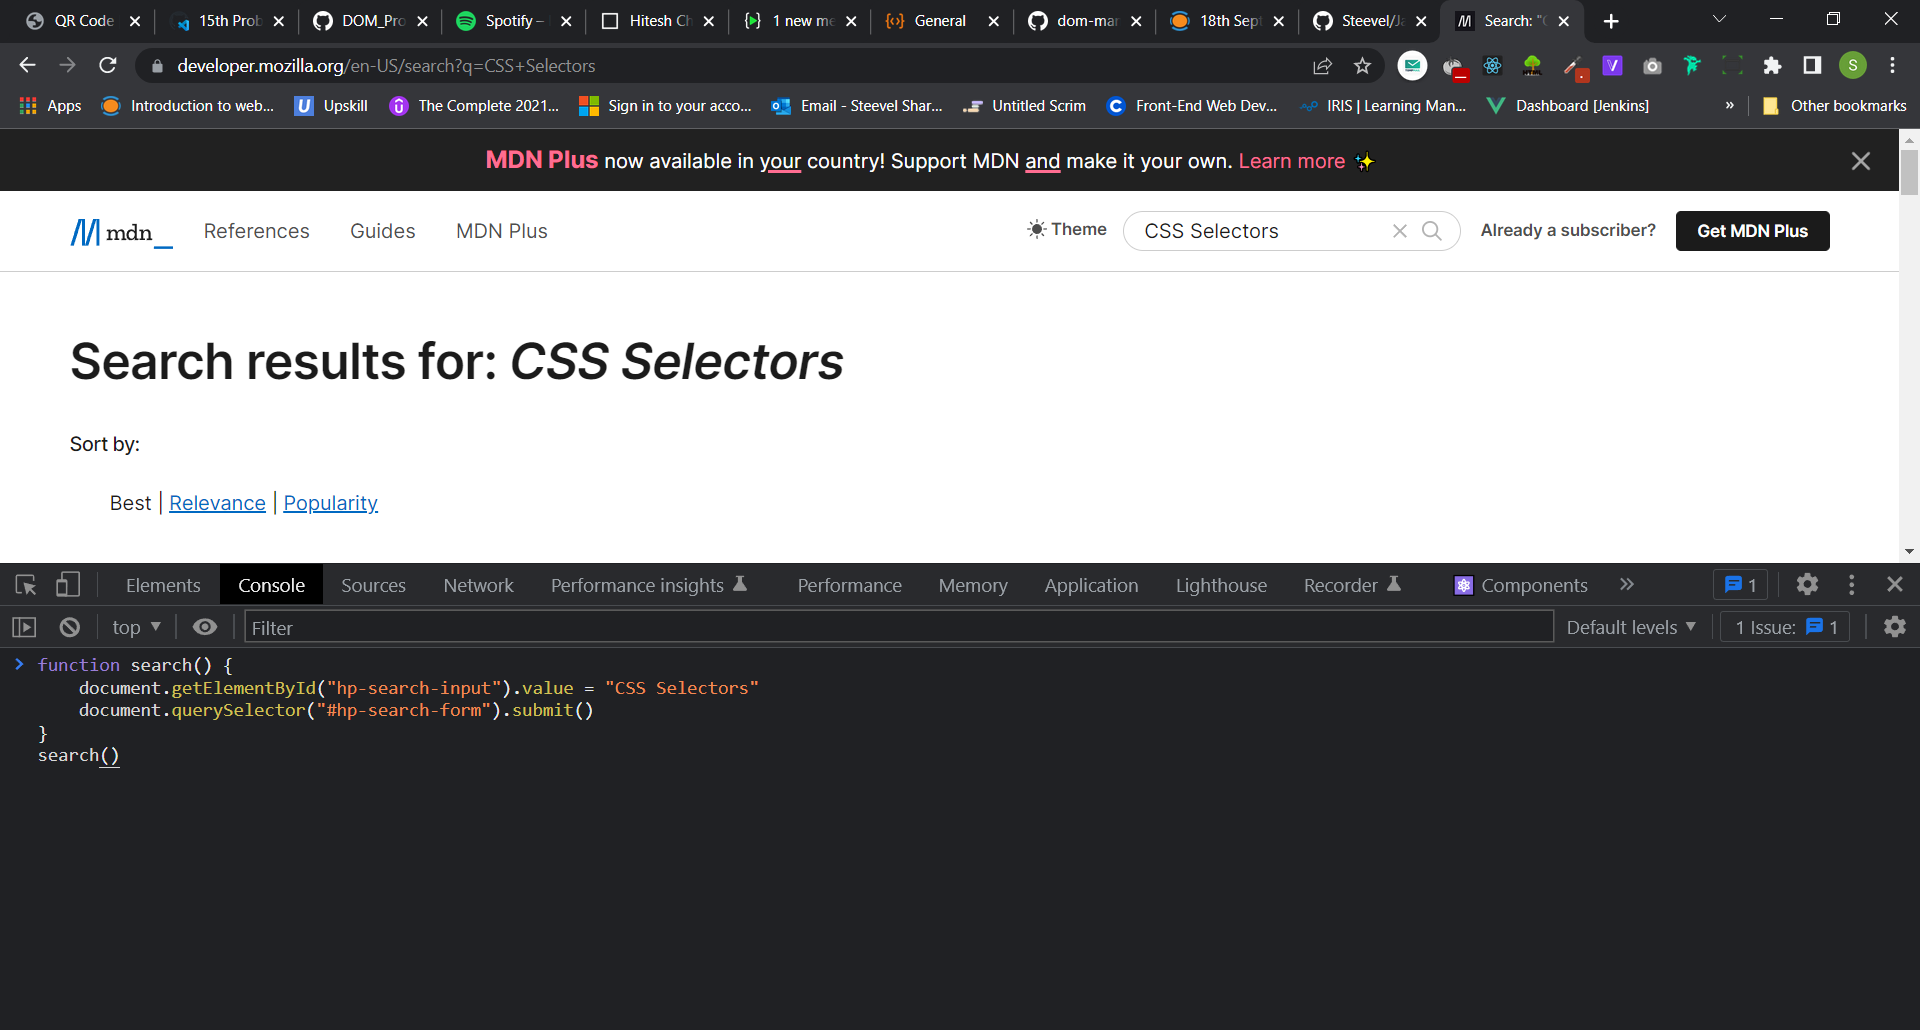 QR Code
15th Prob
DOM_Pro
Spotify –
Hitesh Ch
1 new me
General
dom-mar
18th Sept
Steevel/Ja
Search: "C
developer.mozilla.org/en-US/search?q=CSS+Selectors
S
Apps
Introduction to web...
Upskill
The Complete 2021...
Sign in to your acco...
Email - Steevel Shar...
Untitled Scrim
Front-End Web Dev...
IRIS | Learning Man...
Dashboard [Jenkins]
»
Other bookmarks
MDN Plus now available in your country! Support MDN and make it your own. Learn more ✨
mdn_
References
Guides
MDN Plus
Theme
CSS Selectors
Already a subscriber?
Get MDN Plus
Search results for: CSS Selectors
Sort by:
Best | Relevance | Popularity
Elements
Console
Sources
Network
Performance insights
Performance
Memory
Application
Lighthouse
Recorder
Components
»
1
top
Filter
Default levels
1 Issue: 1
function search() {
document.getElementById("hp-search-input").value = "CSS Selectors"
document.querySelector("#hp-search-form").submit()
}
search()